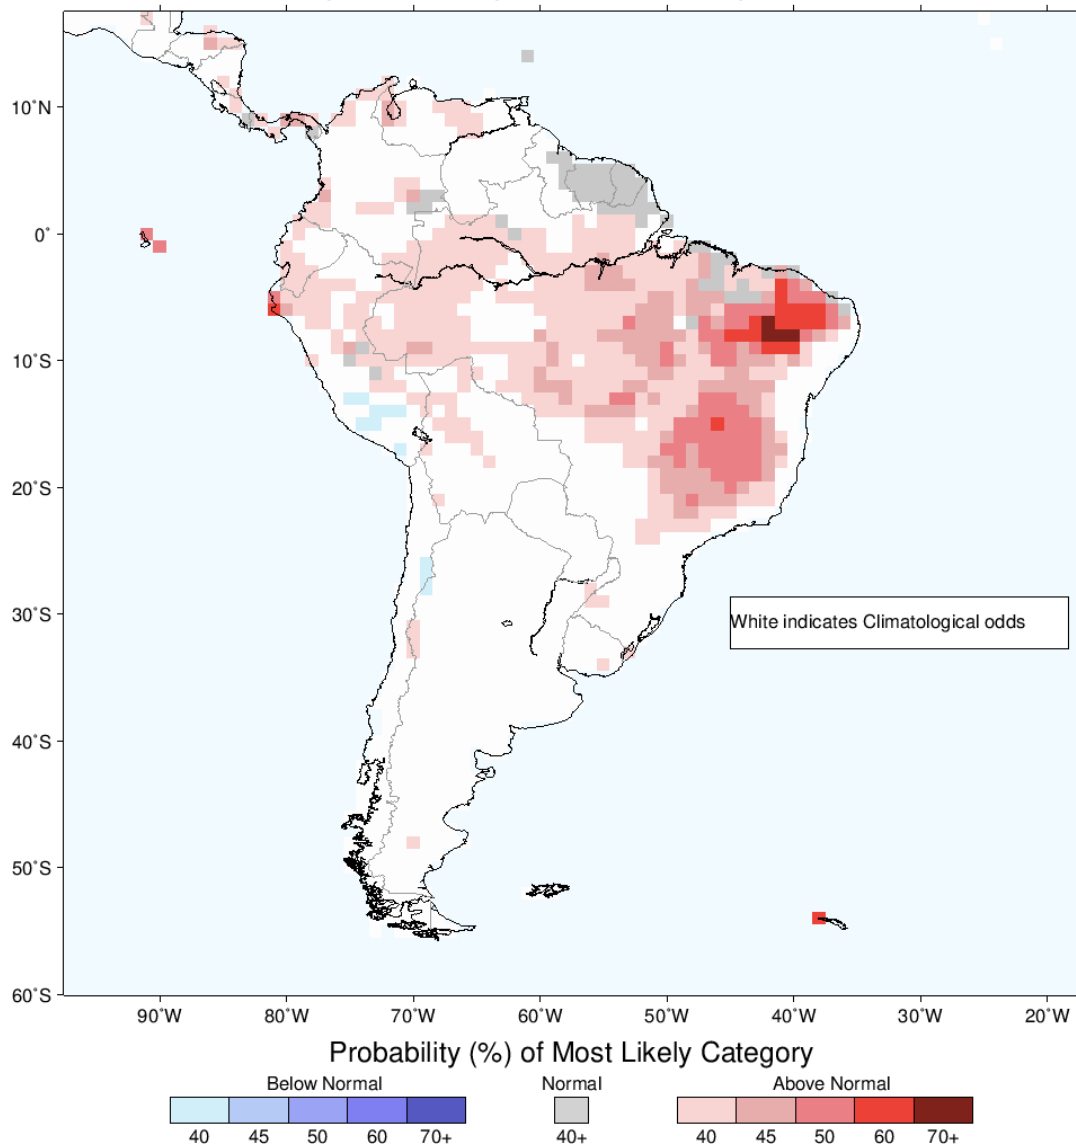 10°N
0°
10°S
20°S
30°S
40°S
50°S
60°S
White indicates Climatological odds
90°W 80°W 70°W 60°W 50°W 40°W 30°W 20°W
Probability (%) of Most Likely Category
Below Normal Normal Above Normal
40 45 50 60 70+ 40+ 40 45 50 60 70+